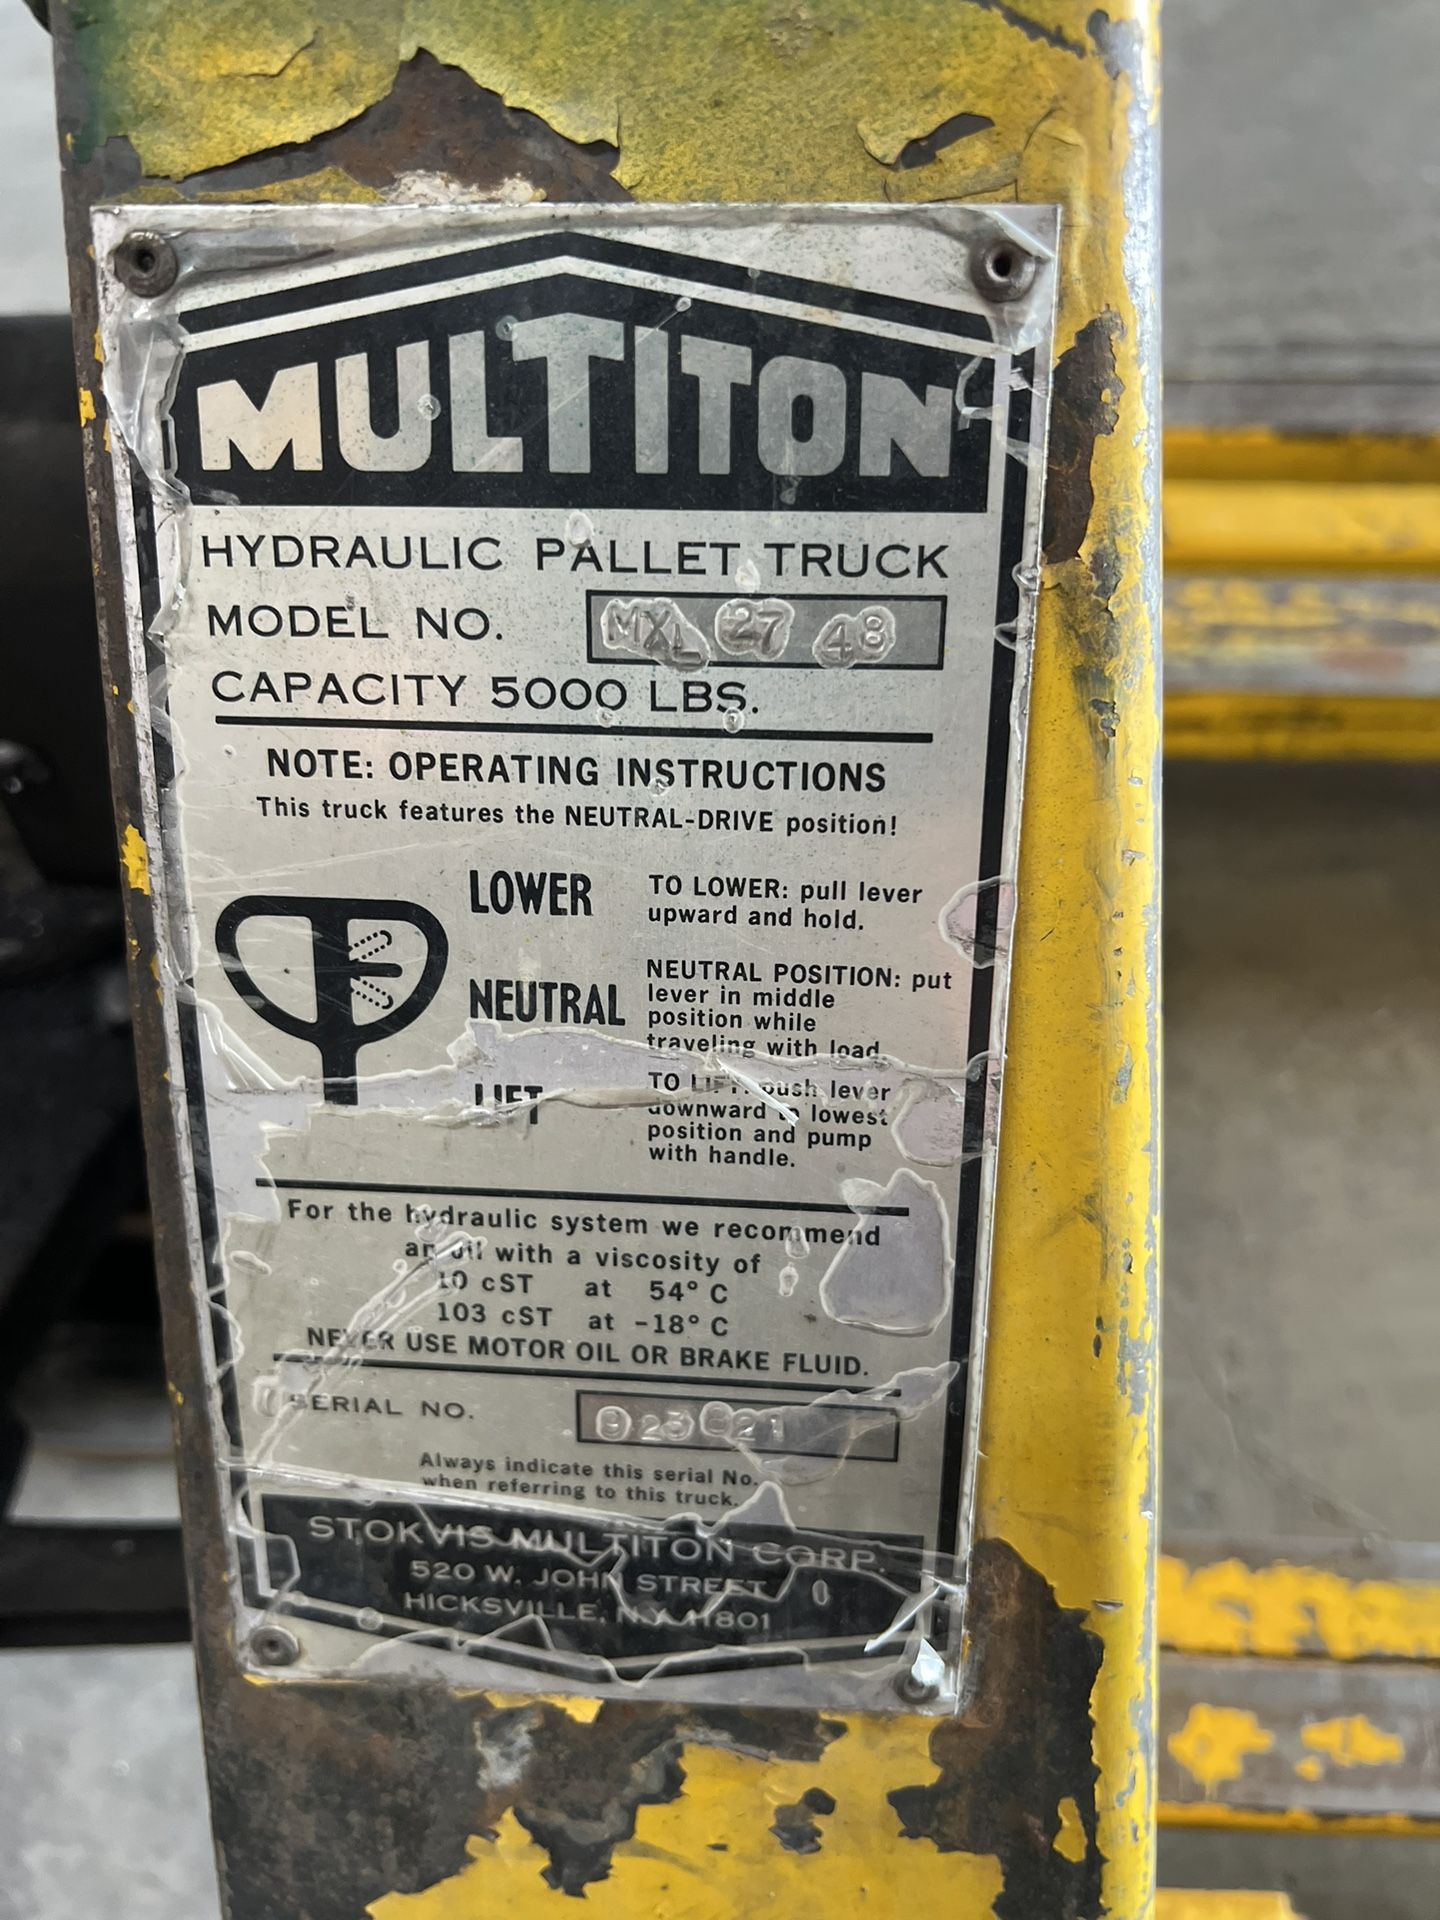 MULTITON
HYDRAULIC PALLET TRUCK
MODEL NO. MXL 27 48
CAPACITY 5000 LBS.
NOTE: OPERATING INSTRUCTIONS
This truck features the NEUTRAL-DRIVE position!
LOWER
TO LOWER: pull lever
upward and hold.
NEUTRAL
NEUTRAL POSITION: put
lever in middle
position while
traveling with load.
LIFT
TO LIFT: push lever
downward to lowest
position and pump
with handle.
For the hydraulic system we recommend
an oil with a viscosity of
10 cST at 54° C
103 cST at -18° C
NEVER USE MOTOR OIL OR BRAKE FLUID.
SERIAL NO.
Always indicate this serial No.
when referring to this truck.
STOKVIS MULTITON CORP.
520 W. JOHN STREET
HICKSVILLE, N.Y. 11801